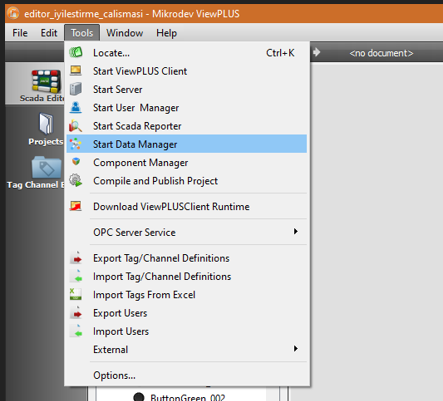 editor_iyilestirme_calismasi - Mikrodev ViewPLUS
File Edit Tools Window Help
<no document>
Locate... Ctrl+K
Start ViewPLUS Client
Start Server
Start User Manager
Start Scada Reporter
Start Data Manager
Component Manager
Compile and Publish Project
Download ViewPLUSClient Runtime
OPC Server Service
Export Tag/Channel Definitions
Import Tag/Channel Definitions
Import Tags From Excel
Export Users
Import Users
External
Options...
Scada
Projects
Tag Channel
ButtonGreen_002